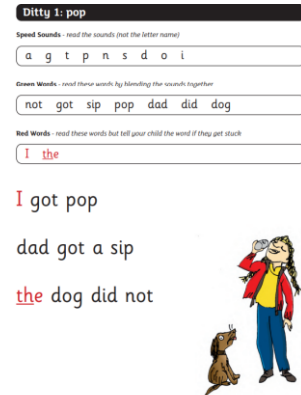 Ditty 1: pop
Speed Sounds - read the sounds (not the letter name)
a g t p n s d o i
Green Words - read these words by blending the sounds together
not got sip pop dad did dog
Red Words - read these words but tell your child the word if they get stuck
I the
I got pop
dad got a sip
the dog did not